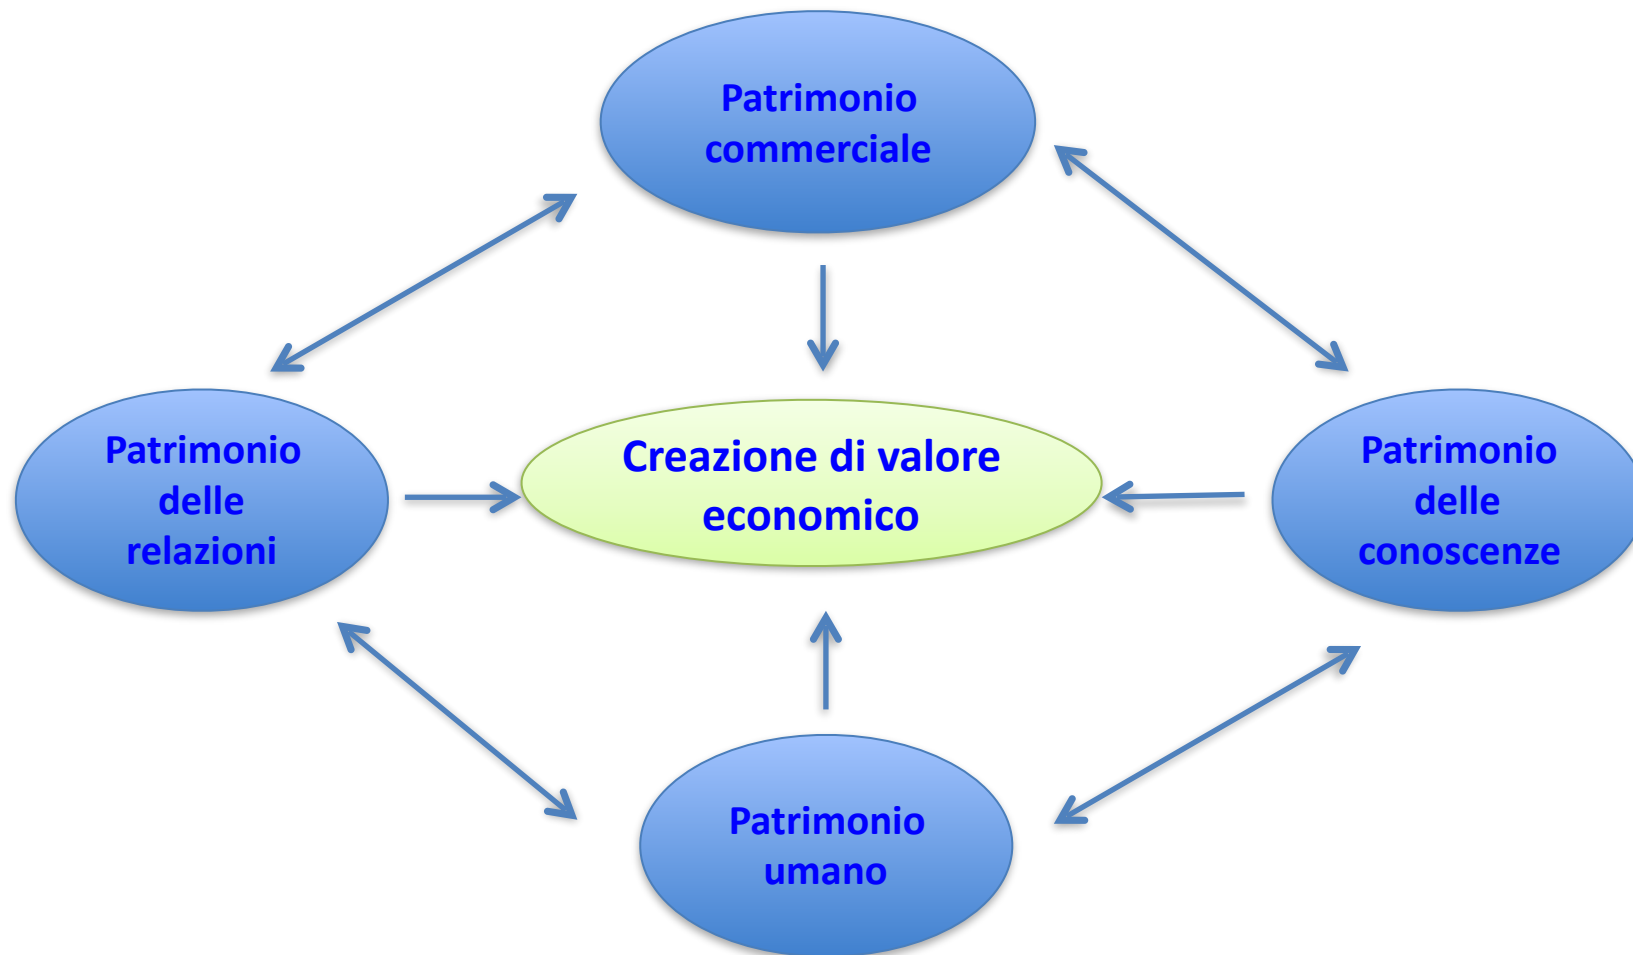 Patrimonio
commerciale
Patrimonio
delle
relazioni
Creazione di valore
economico
Patrimonio
delle
conoscenze
Patrimonio
umano